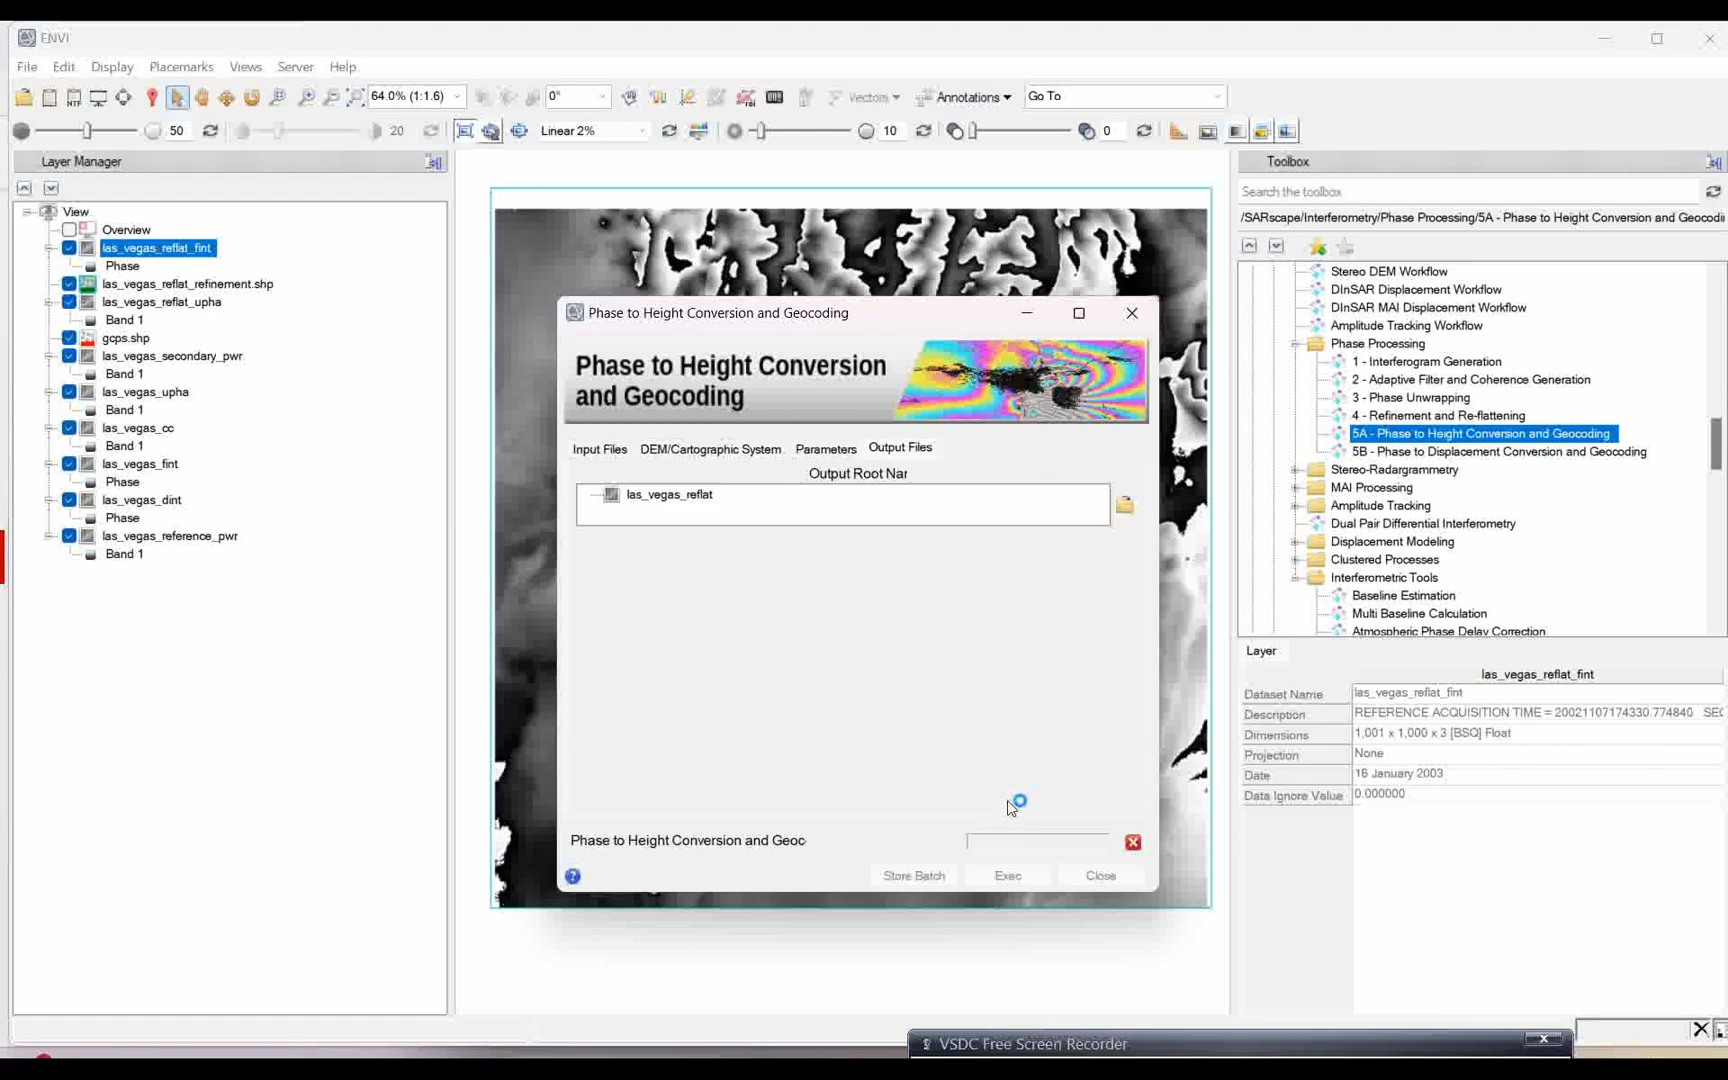 ENVI
File Edit Display Placemarks Views Server Help
64.0% (1:1.6) 0° Vectors Annotations Go To
50 20 Linear 2% 10 0
Layer Manager
View
Overview
las_vegas_reflat_fint
Phase
las_vegas_reflat_refinement.shp
las_vegas_reflat_upha
Band 1
gcps.shp
las_vegas_secondary_pwr
Band 1
las_vegas_upha
Band 1
las_vegas_cc
Band 1
las_vegas_fint
Phase
las_vegas_dint
Phase
las_vegas_reference_pwr
Band 1
Phase to Height Conversion and Geocoding
Phase to Height Conversion
and Geocoding
Input Files DEM/Cartographic System Parameters Output Files
Output Root Nar
las_vegas_reflat
Phase to Height Conversion and Geoc
Store Batch Exec Close
Toolbox
Search the toolbox
/SARscape/Interferometry/Phase Processing/5A - Phase to Height Conversion and Geocodi
Stereo DEM Workflow
DInSAR Displacement Workflow
DInSAR MAI Displacement Workflow
Amplitude Tracking Workflow
Phase Processing
1 - Interferogram Generation
2 - Adaptive Filter and Coherence Generation
3 - Phase Unwrapping
4 - Refinement and Re-flattening
5A - Phase to Height Conversion and Geocoding
5B - Phase to Displacement Conversion and Geocoding
Stereo-Radargrammetry
MAI Processing
Amplitude Tracking
Dual Pair Differential Interferometry
Displacement Modeling
Clustered Processes
Interferometric Tools
Baseline Estimation
Multi Baseline Calculation
Atmospheric Phase Delay Correction
Layer
las_vegas_reflat_fint
Dataset Name las_vegas_reflat_fint
Description REFERENCE ACQUISITION TIME = 20021107174330.774840 SEC
Dimensions 1,001 x 1,000 x 3 [BSQ] Float
Projection None
Date 16 January 2003
Data Ignore Value 0.000000
VSDC Free Screen Recorder